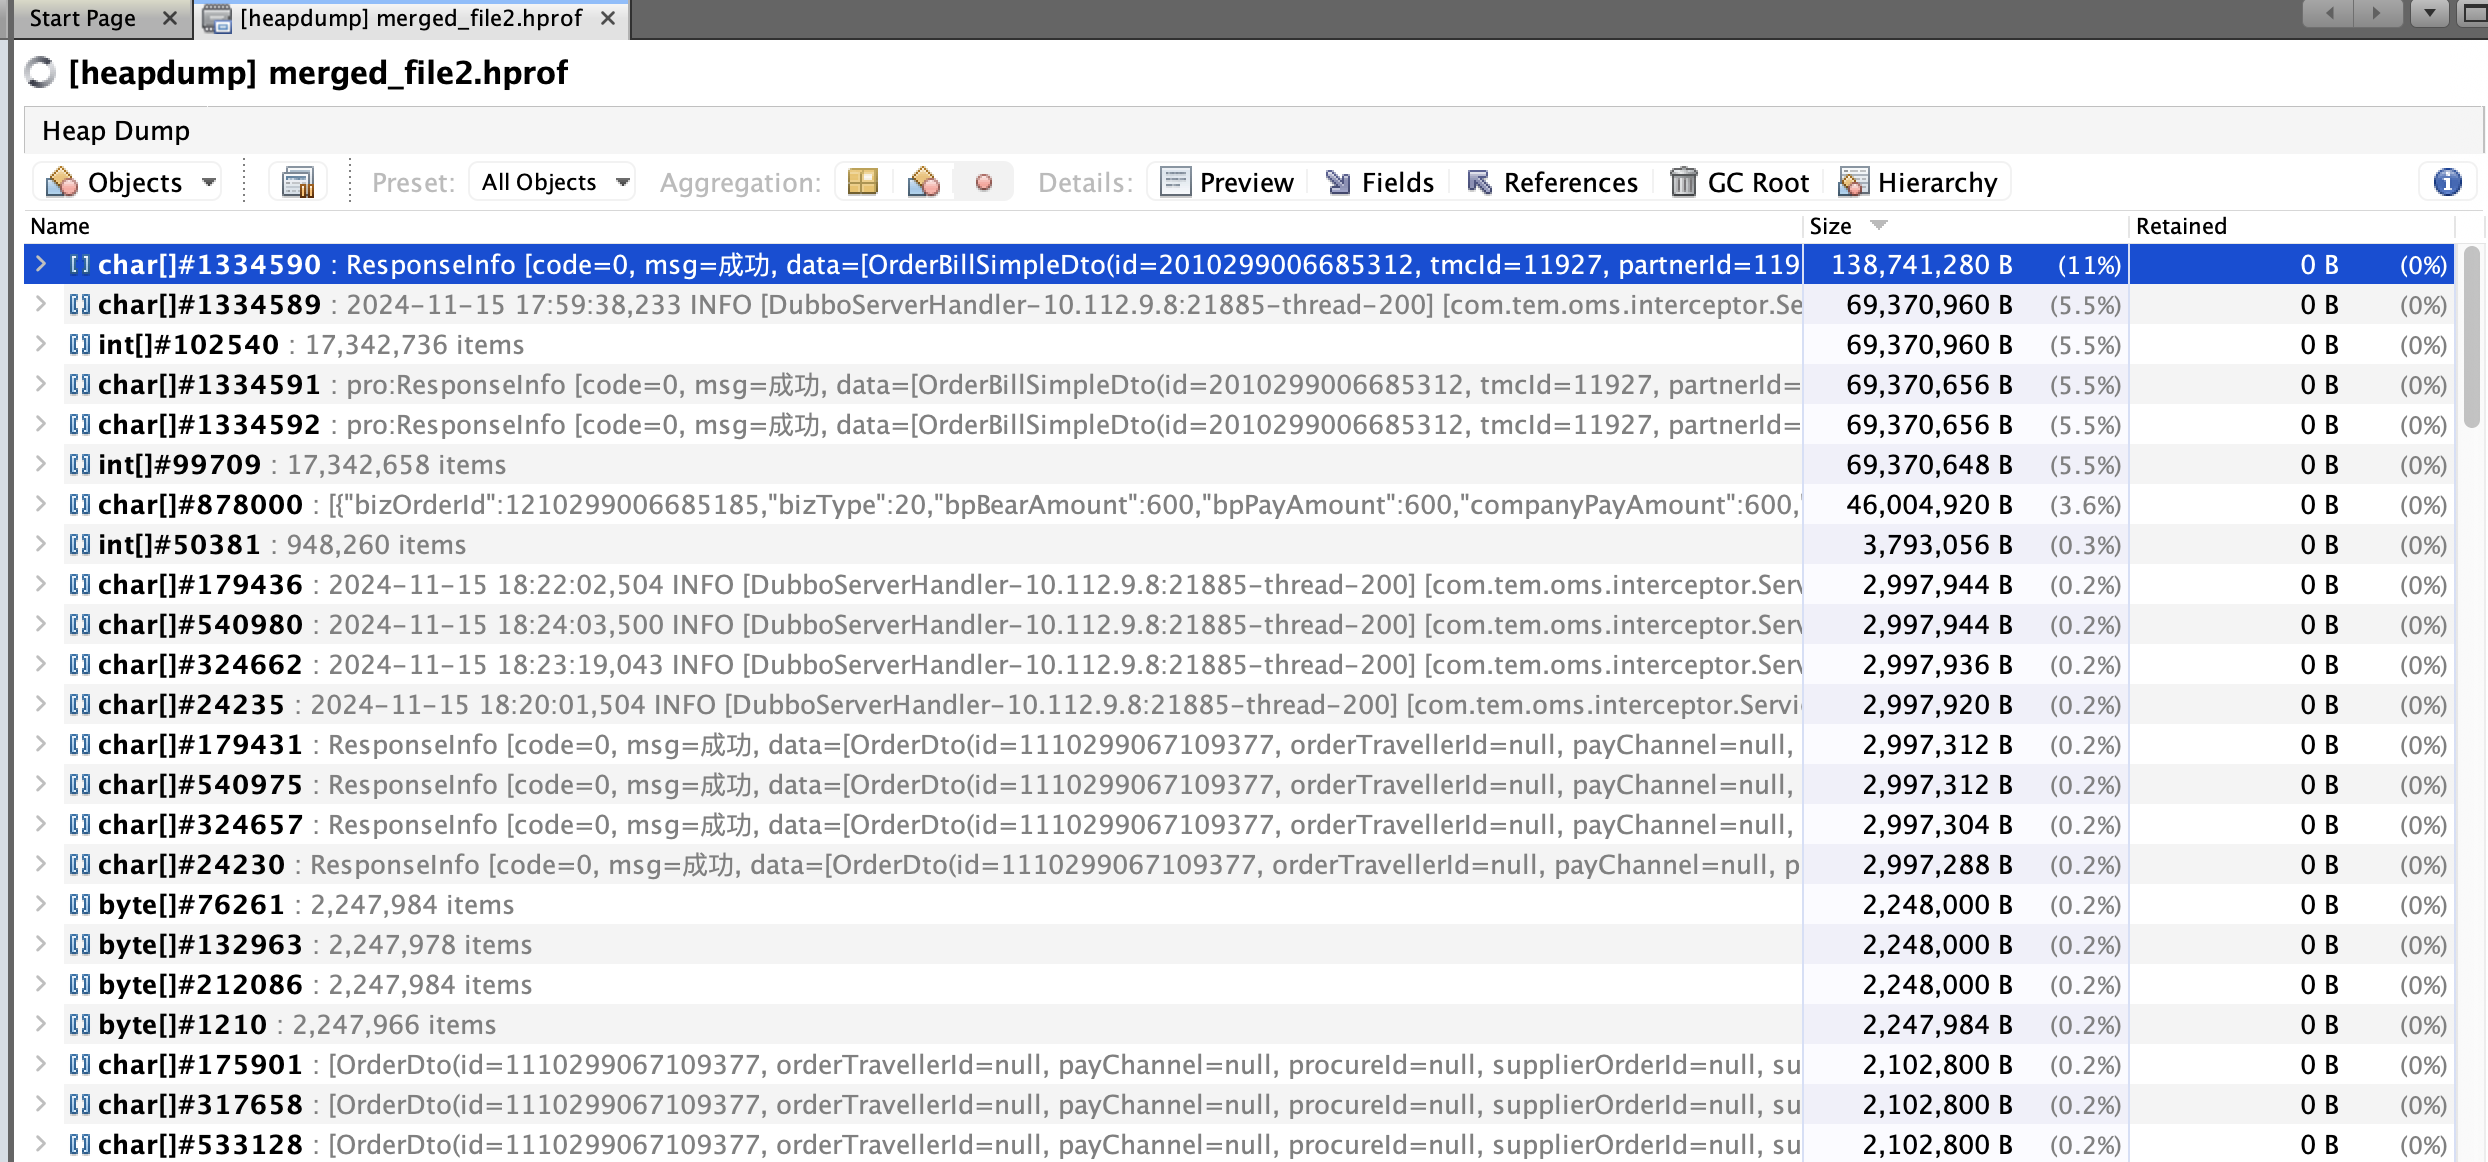 Start Page
[heapdump] merged_file2.hprof
[heapdump] merged_file2.hprof
Heap Dump
Objects Preset: All Objects Aggregation: Details: Preview Fields References GC Root Hierarchy
Name Size Retained
char[]#1334590 : ResponseInfo [code=0, msg=成功, data=[OrderBillSimpleDto(id=2010299006685312, tmcId=11927, partnerId=119 138,741,280 B (11%) 0 B (0%)
char[]#1334589 : 2024-11-15 17:59:38,233 INFO [DubboServerHandler-10.112.9.8:21885-thread-200] [com.tem.oms.interceptor.Se 69,370,960 B (5.5%) 0 B (0%)
int[]#102540 : 17,342,736 items 69,370,960 B (5.5%) 0 B (0%)
char[]#1334591 : pro:ResponseInfo [code=0, msg=成功, data=[OrderBillSimpleDto(id=2010299006685312, tmcId=11927, partnerId= 69,370,656 B (5.5%) 0 B (0%)
char[]#1334592 : pro:ResponseInfo [code=0, msg=成功, data=[OrderBillSimpleDto(id=2010299006685312, tmcId=11927, partnerId= 69,370,656 B (5.5%) 0 B (0%)
int[]#99709 : 17,342,658 items 69,370,648 B (5.5%) 0 B (0%)
char[]#878000 : [{"bizOrderId":1210299006685185,"bizType":20,"bpBearAmount":600,"bpPayAmount":600,"companyPayAmount":600, 46,004,920 B (3.6%) 0 B (0%)
int[]#50381 : 948,260 items 3,793,056 B (0.3%) 0 B (0%)
char[]#179436 : 2024-11-15 18:22:02,504 INFO [DubboServerHandler-10.112.9.8:21885-thread-200] [com.tem.oms.interceptor.Serv 2,997,944 B (0.2%) 0 B (0%)
char[]#540980 : 2024-11-15 18:24:03,500 INFO [DubboServerHandler-10.112.9.8:21885-thread-200] [com.tem.oms.interceptor.Serv 2,997,944 B (0.2%) 0 B (0%)
char[]#324662 : 2024-11-15 18:23:19,043 INFO [DubboServerHandler-10.112.9.8:21885-thread-200] [com.tem.oms.interceptor.Serv 2,997,936 B (0.2%) 0 B (0%)
char[]#24235 : 2024-11-15 18:20:01,504 INFO [DubboServerHandler-10.112.9.8:21885-thread-200] [com.tem.oms.interceptor.Servi 2,997,920 B (0.2%) 0 B (0%)
char[]#179431 : ResponseInfo [code=0, msg=成功, data=[OrderDto(id=1110299067109377, orderTravellerId=null, payChannel=null, 2,997,312 B (0.2%) 0 B (0%)
char[]#540975 : ResponseInfo [code=0, msg=成功, data=[OrderDto(id=1110299067109377, orderTravellerId=null, payChannel=null, 2,997,312 B (0.2%) 0 B (0%)
char[]#324657 : ResponseInfo [code=0, msg=成功, data=[OrderDto(id=1110299067109377, orderTravellerId=null, payChannel=null, 2,997,304 B (0.2%) 0 B (0%)
char[]#24230 : ResponseInfo [code=0, msg=成功, data=[OrderDto(id=1110299067109377, orderTravellerId=null, payChannel=null, p 2,997,288 B (0.2%) 0 B (0%)
byte[]#76261 : 2,247,984 items 2,248,000 B (0.2%) 0 B (0%)
byte[]#132963 : 2,247,978 items 2,248,000 B (0.2%) 0 B (0%)
byte[]#212086 : 2,247,984 items 2,248,000 B (0.2%) 0 B (0%)
byte[]#1210 : 2,247,966 items 2,247,984 B (0.2%) 0 B (0%)
char[]#175901 : [OrderDto(id=1110299067109377, orderTravellerId=null, payChannel=null, procureId=null, supplierOrderId=null, su 2,102,800 B (0.2%) 0 B (0%)
char[]#317658 : [OrderDto(id=1110299067109377, orderTravellerId=null, payChannel=null, procureId=null, supplierOrderId=null, su 2,102,800 B (0.2%) 0 B (0%)
char[]#533128 : [OrderDto(id=1110299067109377, orderTravellerId=null, payChannel=null, procureId=null, supplierOrderId=null, su 2,102,800 B (0.2%) 0 B (0%)